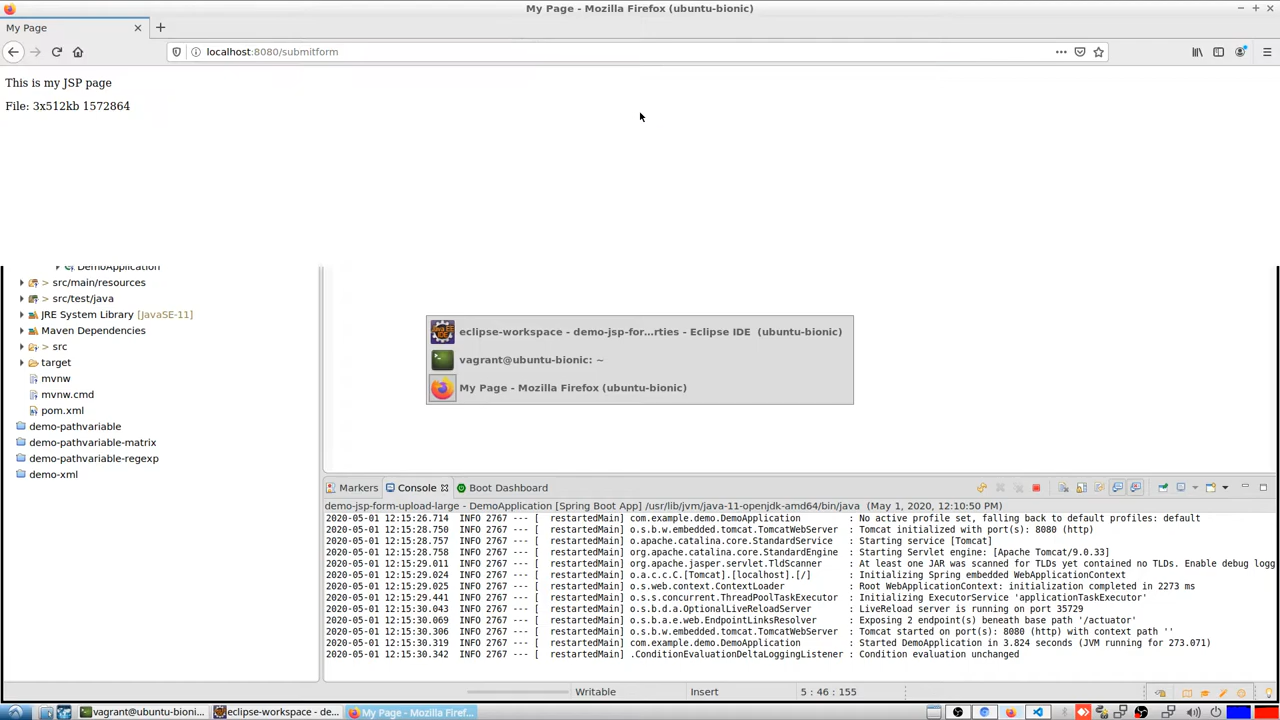 My Page - Mozilla Firefox (ubuntu-bionic)
My Page
localhost:8080/submitform
This is my JSP page
File: 3x512kb 1572864
DemoApplication
> src/main/resources
> src/test/java
JRE System Library [JavaSE-11]
Maven Dependencies
> src
target
mvnw
mvnw.cmd
pom.xml
demo-pathvariable
demo-pathvariable-matrix
demo-pathvariable-regexp
demo-xml
eclipse-workspace - demo-jsp-for...rties - Eclipse IDE (ubuntu-bionic)
vagrant@ubuntu-bionic: ~
My Page - Mozilla Firefox (ubuntu-bionic)
Markers Console Boot Dashboard
demo-jsp-form-upload-large - DemoApplication [Spring Boot App] /usr/lib/jvm/java-11-openjdk-amd64/bin/java (May 1, 2020, 12:10:50 PM)
2020-05-01 12:15:26.714 INFO 2767 --- [ restartedMain] com.example.demo.DemoApplication : No active profile set, falling back to default profiles: default
2020-05-01 12:15:28.750 INFO 2767 --- [ restartedMain] o.s.b.w.embedded.tomcat.TomcatWebServer : Tomcat initialized with port(s): 8080 (http)
2020-05-01 12:15:28.757 INFO 2767 --- [ restartedMain] o.apache.catalina.core.StandardService : Starting service [Tomcat]
2020-05-01 12:15:28.758 INFO 2767 --- [ restartedMain] org.apache.catalina.core.StandardEngine : Starting Servlet engine: [Apache Tomcat/9.0.33]
2020-05-01 12:15:29.011 INFO 2767 --- [ restartedMain] org.apache.jasper.servlet.TldScanner : At least one JAR was scanned for TLDs yet contained no TLDs. Enable debug logg
2020-05-01 12:15:29.024 INFO 2767 --- [ restartedMain] o.a.c.c.C.[Tomcat].[localhost].[/] : Initializing Spring embedded WebApplicationContext
2020-05-01 12:15:29.025 INFO 2767 --- [ restartedMain] o.s.web.context.ContextLoader : Root WebApplicationContext: initialization completed in 2273 ms
2020-05-01 12:15:29.441 INFO 2767 --- [ restartedMain] o.s.s.concurrent.ThreadPoolTaskExecutor : Initializing ExecutorService 'applicationTaskExecutor'
2020-05-01 12:15:30.043 INFO 2767 --- [ restartedMain] o.s.b.d.a.OptionalLiveReloadServer : LiveReload server is running on port 35729
2020-05-01 12:15:30.069 INFO 2767 --- [ restartedMain] o.s.b.a.e.web.EndpointLinksResolver : Exposing 2 endpoint(s) beneath base path '/actuator'
2020-05-01 12:15:30.306 INFO 2767 --- [ restartedMain] o.s.b.w.embedded.tomcat.TomcatWebServer : Tomcat started on port(s): 8080 (http) with context path ''
2020-05-01 12:15:30.319 INFO 2767 --- [ restartedMain] com.example.demo.DemoApplication : Started DemoApplication in 3.824 seconds (JVM running for 273.071)
2020-05-01 12:15:30.342 INFO 2767 --- [ restartedMain] .ConditionEvaluationDeltaLoggingListener : Condition evaluation unchanged
Writable Insert 5 : 46 : 155
vagrant@ubuntu-bioni... eclipse-workspace - de... My Page - Mozilla Firef...